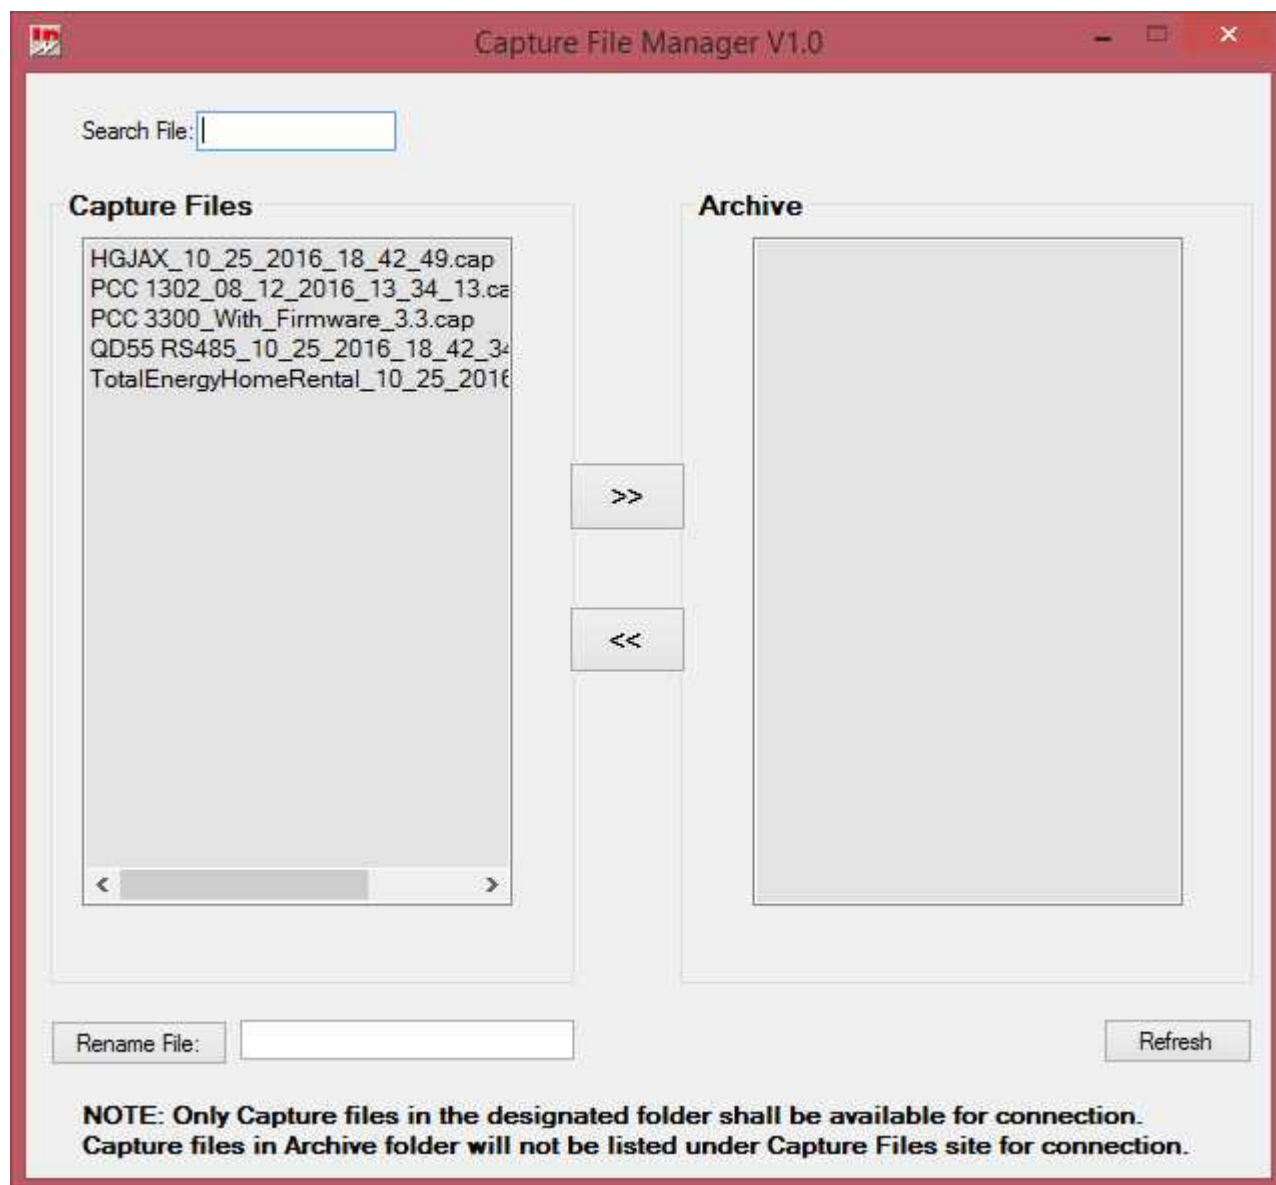 Capture File Manager V1.0
Search File:
Capture Files
HGJAX_10_25_2016_18_42_49.cap
PCC 1302_08_12_2016_13_34_13.ca
PCC 3300_With_Firmware_3.3.cap
QD55 RS485_10_25_2016_18_42_34
TotalEnergyHomeRental_10_25_2016
Archive
>>
<<
Rename File:
Refresh
NOTE: Only Capture files in the designated folder shall be available for connection.
Capture files in Archive folder will not be listed under Capture Files site for connection.